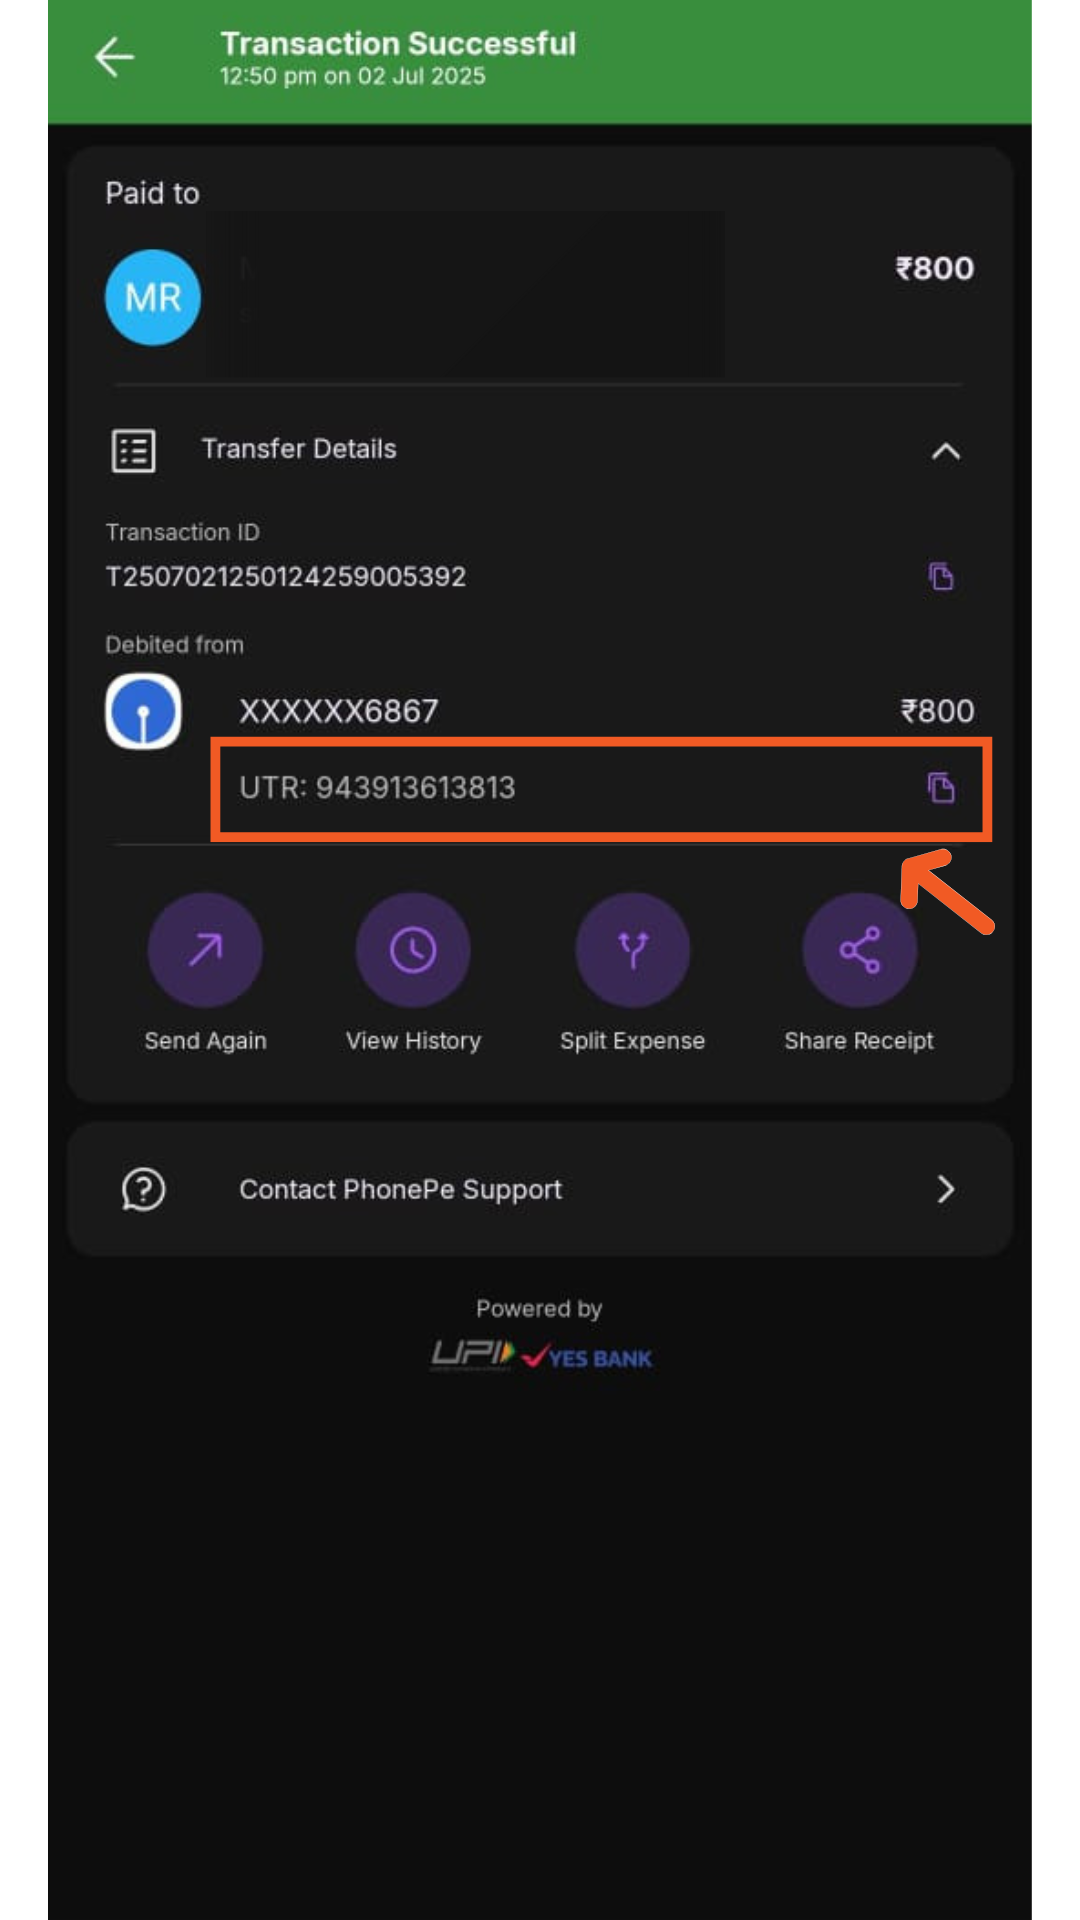 Transaction Successful
12:50 pm on 02 Jul 2025
Paid to
MR
₹800
Transfer Details
Transaction ID
T2507021250124259005392
Debited from
XXXXXX6867
₹800
UTR: 943913613813
Send Again
View History
Split Expense
Share Receipt
Contact PhonePe Support
Powered by
UPI YES BANK